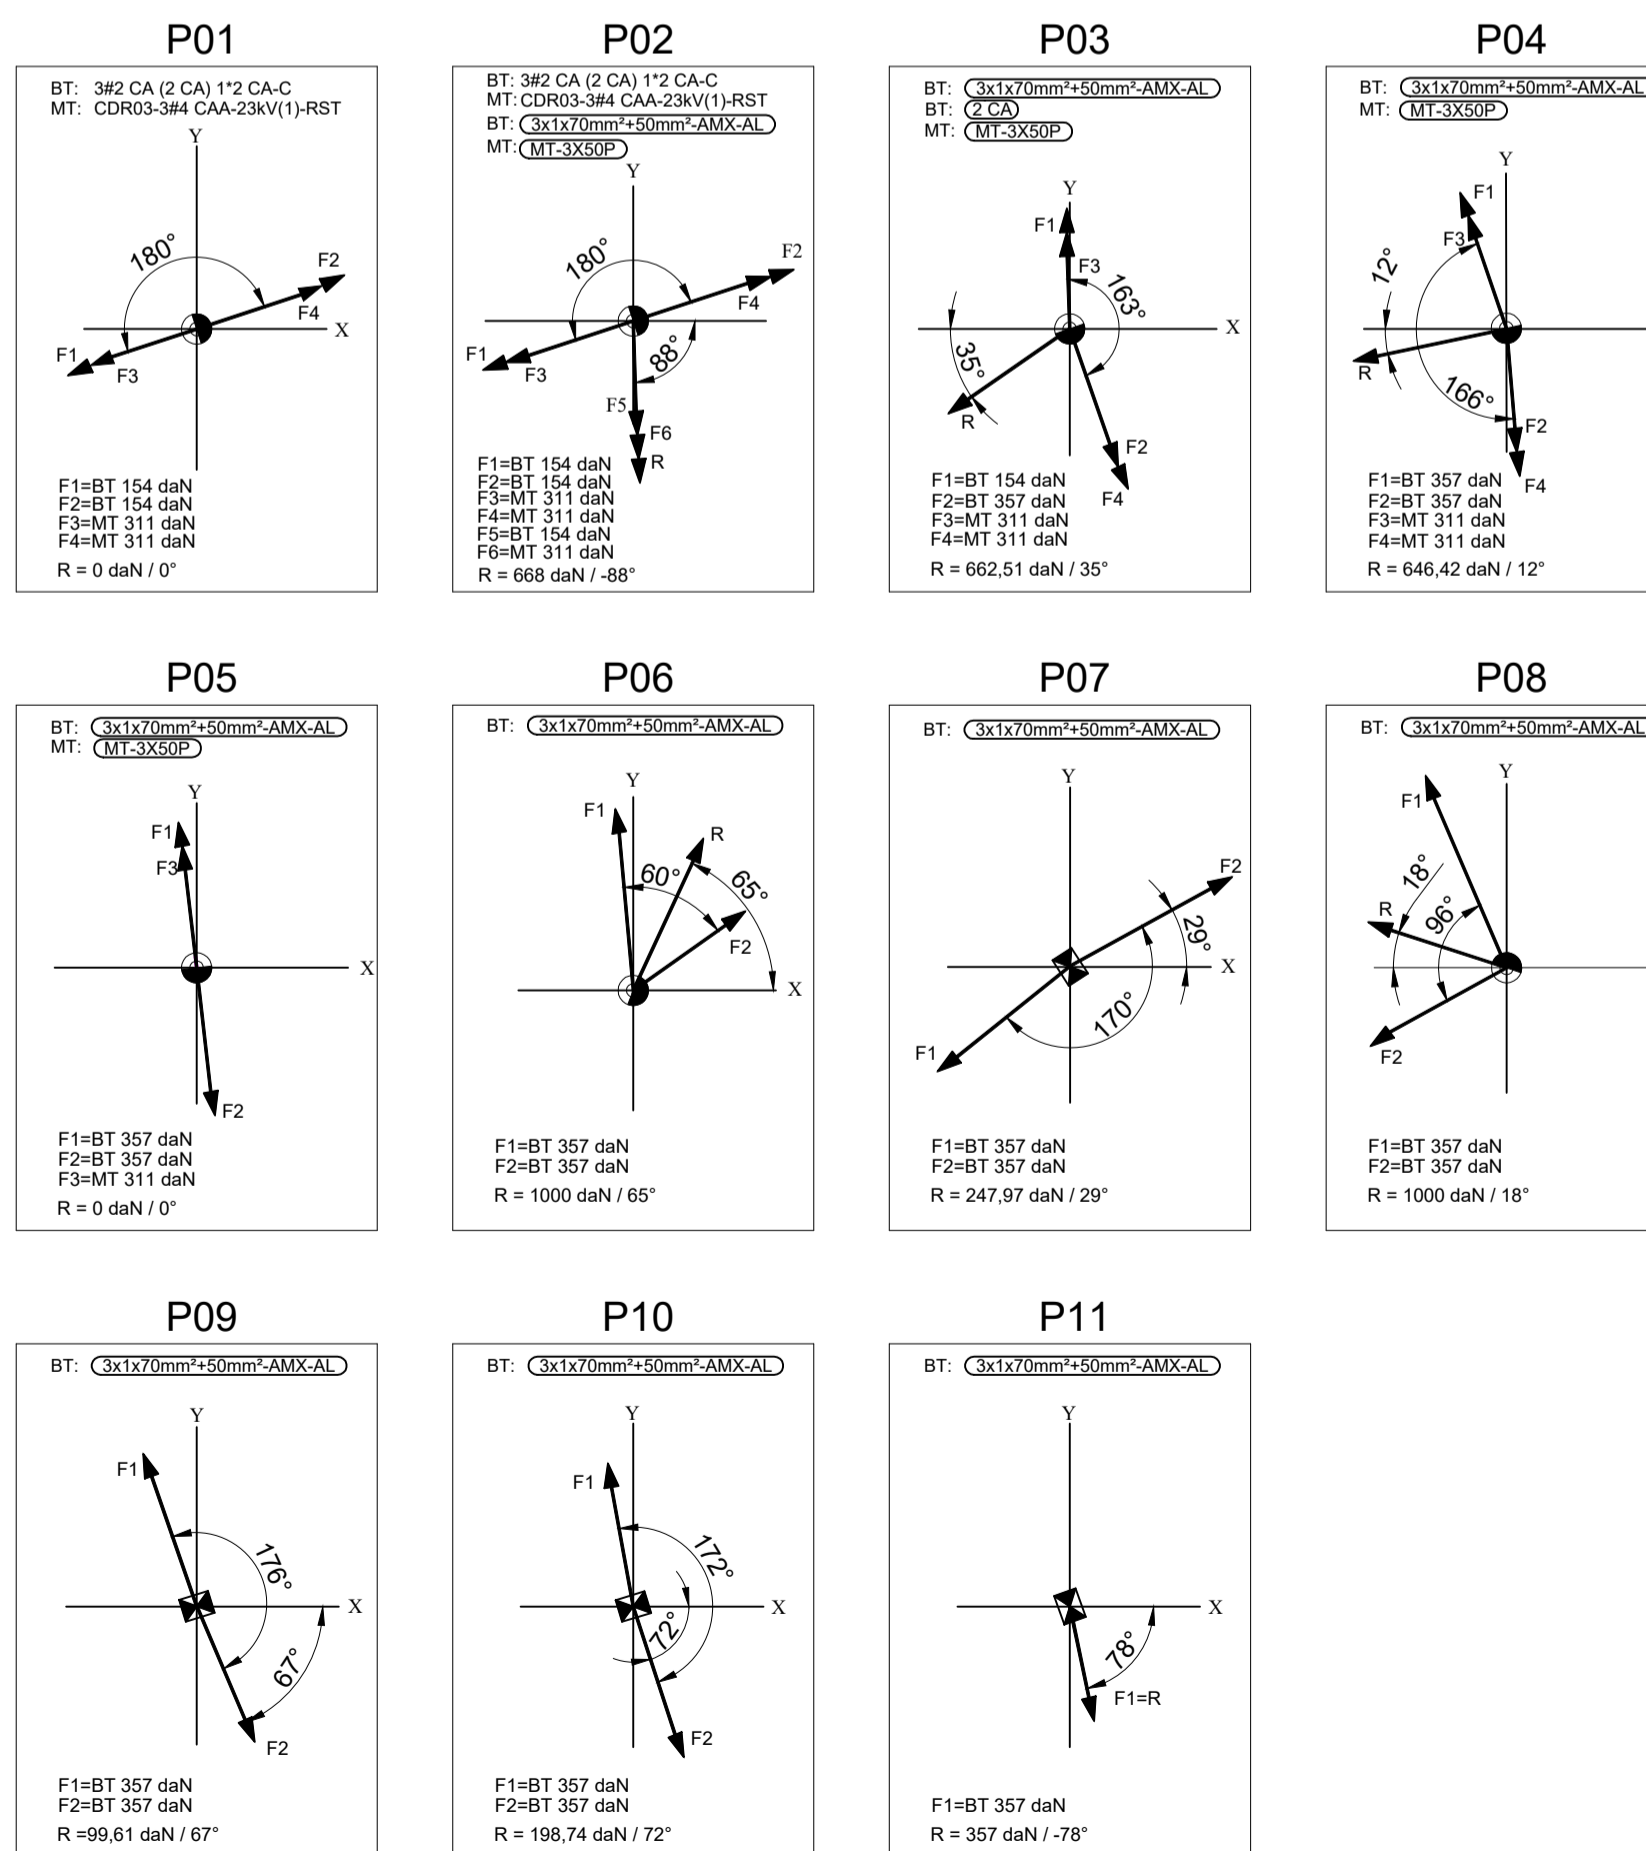 P01
BT: 3#2 CA (2 CA) 1*2 CA-C
MT: CDR03-3#4 CAA-23kV(1)-RST
Y
180°
F2
F4
X
F1
F3
F1=BT 154 daN
F2=BT 154 daN
F3=MT 311 daN
F4=MT 311 daN
R = 0 daN / 0°
P02
BT: 3#2 CA (2 CA) 1*2 CA-C
MT: CDR03-3#4 CAA-23kV(1)-RST
BT: 3x1x70mm²+50mm²-AMX-AL
MT: MT-3X50P
Y
180°
F2
F4
F1
F3
88°
F5
F6
R
F1=BT 154 daN
F2=BT 154 daN
F3=MT 311 daN
F4=MT 311 daN
F5=BT 154 daN
F6=MT 311 daN
R = 668 daN / -88°
P03
BT: 3x1x70mm²+50mm²-AMX-AL
BT: 2 CA
MT: MT-3X50P
Y
F1
F3
163°
X
35°
R
F2
F4
F1=BT 154 daN
F2=BT 357 daN
F3=MT 311 daN
F4=MT 311 daN
R = 662,51 daN / 35°
P04
BT: 3x1x70mm²+50mm²-AMX-AL
MT: MT-3X50P
Y
F1
F3
12°
R
166°
F2
F4
F1=BT 357 daN
F2=BT 357 daN
F3=MT 311 daN
F4=MT 311 daN
R = 646,42 daN / 12°
P05
BT: 3x1x70mm²+50mm²-AMX-AL
MT: MT-3X50P
Y
F1
F3
X
F2
F1=BT 357 daN
F2=BT 357 daN
F3=MT 311 daN
R = 0 daN / 0°
P06
BT: 3x1x70mm²+50mm²-AMX-AL
Y
F1
R
60°
65°
F2
X
F1=BT 357 daN
F2=BT 357 daN
R = 1000 daN / 65°
P07
BT: 3x1x70mm²+50mm²-AMX-AL
Y
F2
29°
X
170°
F1
F1=BT 357 daN
F2=BT 357 daN
R = 247,97 daN / 29°
P08
BT: 3x1x70mm²+50mm²-AMX-AL
Y
F1
18°
R
96°
F2
F1=BT 357 daN
F2=BT 357 daN
R = 1000 daN / 18°
P09
BT: 3x1x70mm²+50mm²-AMX-AL
Y
F1
176°
X
67°
F2
F1=BT 357 daN
F2=BT 357 daN
R =99,61 daN / 67°
P10
BT: 3x1x70mm²+50mm²-AMX-AL
Y
F1
172°
X
72°
F2
F1=BT 357 daN
F2=BT 357 daN
R = 198,74 daN / 72°
P11
BT: 3x1x70mm²+50mm²-AMX-AL
Y
X
78°
F1=R
F1=BT 357 daN
R = 357 daN / -78°